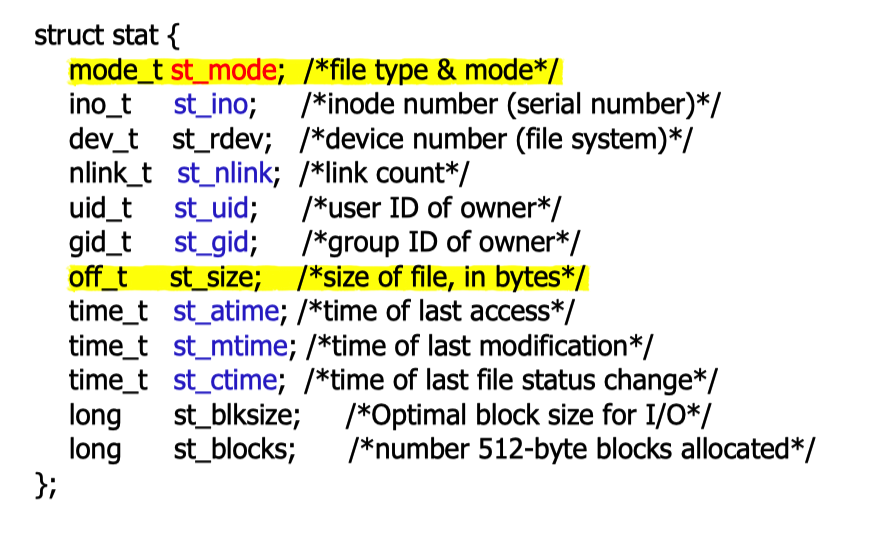 struct stat {
mode_t st_mode; /*file type & mode*/
ino_t st_ino; /*inode number (serial number)*/
dev_t st_rdev; /*device number (file system)*/
nlink_t st_nlink; /*link count*/
uid_t st_uid; /*user ID of owner*/
gid_t st_gid; /*group ID of owner*/
off_t st_size; /*size of file, in bytes*/
time_t st_atime; /*time of last access*/
time_t st_mtime; /*time of last modification*/
time_t st_ctime; /*time of last file status change*/
long st_blksize; /*Optimal block size for I/O*/
long st_blocks; /*number 512-byte blocks allocated*/
};